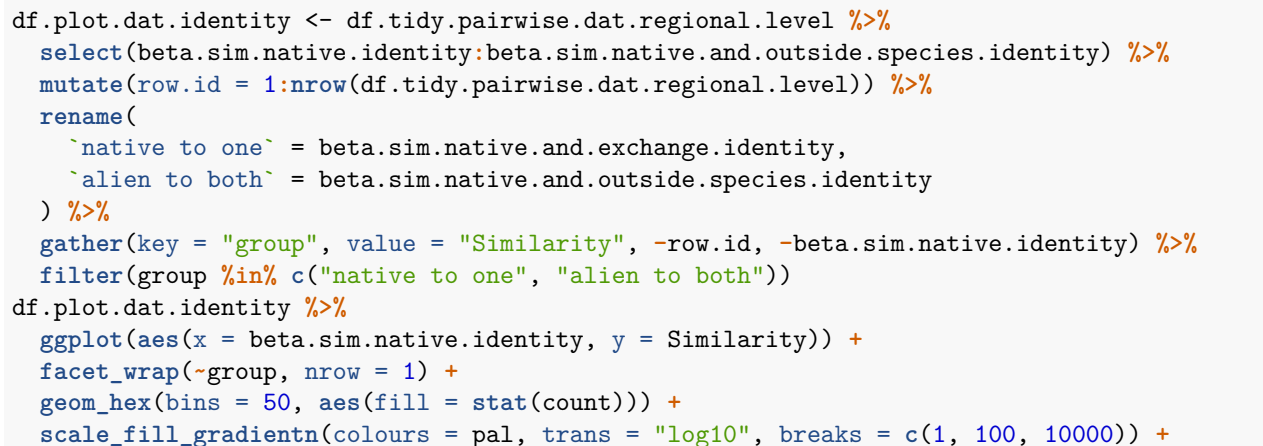 df.plot.dat.identity <- df.tidy.pairwise.dat.regional.level %>%
  select(beta.sim.native.identity:beta.sim.native.and.outside.species.identity) %>%
  mutate(row.id = 1:nrow(df.tidy.pairwise.dat.regional.level)) %>%
  rename(
    `native to one` = beta.sim.native.and.exchange.identity,
    `alien to both` = beta.sim.native.and.outside.species.identity
  ) %>%
  gather(key = "group", value = "Similarity", -row.id, -beta.sim.native.identity) %>%
  filter(group %in% c("native to one", "alien to both"))
df.plot.dat.identity %>%
  ggplot(aes(x = beta.sim.native.identity, y = Similarity)) +
  facet_wrap(~group, nrow = 1) +
  geom_hex(bins = 50, aes(fill = stat(count))) +
  scale_fill_gradientn(colours = pal, trans = "log10", breaks = c(1, 100, 10000)) +